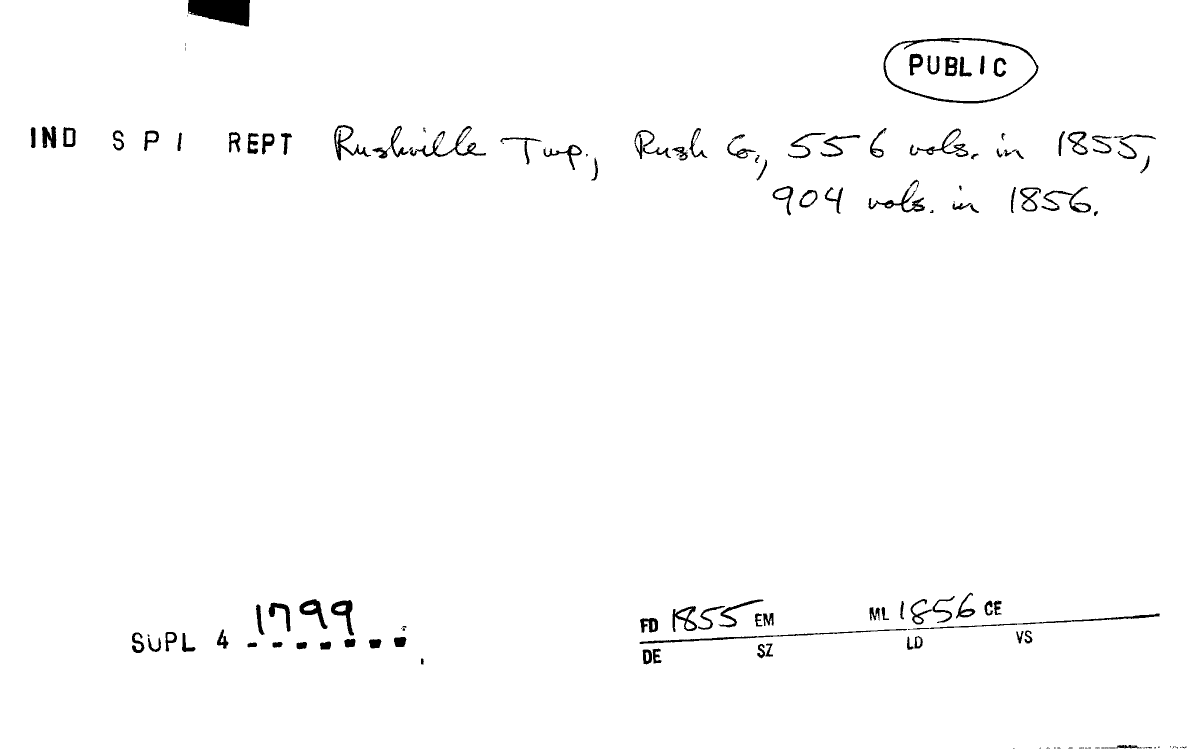 PUBLIC
IND S P I REPT Rushville Twp., Rush Co., 556 vols. in 1855,
904 vols. in 1856.
SUPL 4 1799
FD 1855 EM ML 1856 CE
DE SZ LD VS